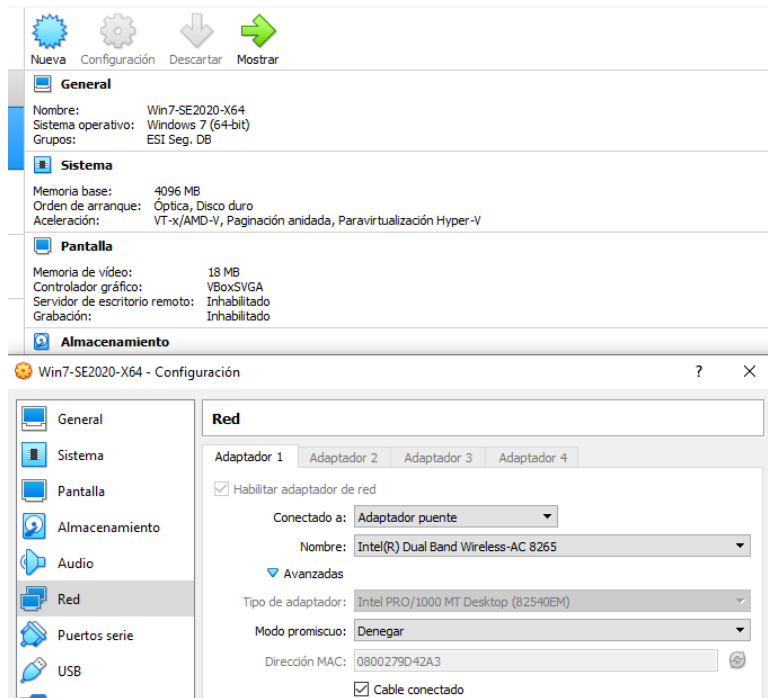 Nueva Configuración Descartar Mostrar
General
Nombre: Win7-SE2020-X64
Sistema operativo: Windows 7 (64-bit)
Grupos: ESI Seg. DB
Sistema
Memoria base: 4096 MB
Orden de arranque: Óptica, Disco duro
Aceleración: VT-x/AMD-V, Paginación anidada, Paravirtualización Hyper-V
Pantalla
Memoria de vídeo: 18 MB
Controlador gráfico: VBoxSVGA
Servidor de escritorio remoto: Inhabilitado
Grabación: Inhabilitado
Almacenamiento
Win7-SE2020-X64 - Configuración ? ×
General
Sistema
Pantalla
Almacenamiento
Audio
Red
Puertos serie
USB
Red
Adaptador 1 Adaptador 2 Adaptador 3 Adaptador 4
Habilitar adaptador de red
Conectado a: Adaptador puente
Nombre: Intel(R) Dual Band Wireless-AC 8265
Avanzadas
Tipo de adaptador: Intel PRO/1000 MT Desktop (82540EM)
Modo promiscuo: Denegar
Dirección MAC: 0800279D42A3
Cable conectado